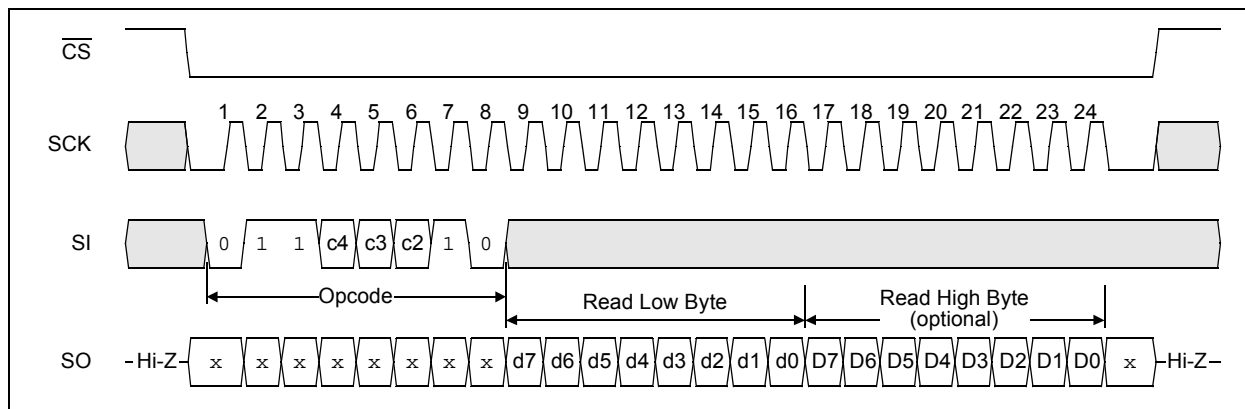 CS
1 2 3 4 5 6 7 8 9 10 11 12 13 14 15 16 17 18 19 20 21 22 23 24
SCK
SI 0 1 1 c4 c3 c2 1 0
Opcode Read Low Byte Read High Byte
(optional)
SO Hi-Z x x x x x x x x d7 d6 d5 d4 d3 d2 d1 d0 D7 D6 D5 D4 D3 D2 D1 D0 x Hi-Z